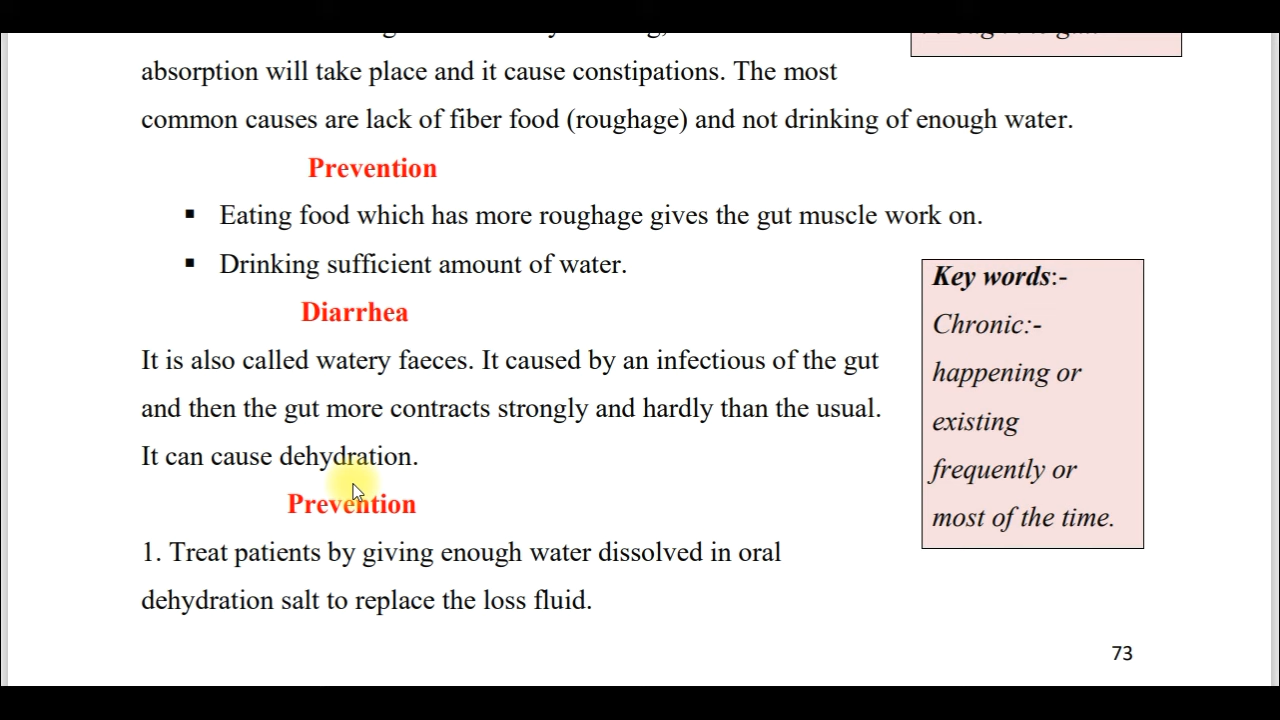 absorption will take place and it cause constipations. The most
common causes are lack of fiber food (roughage) and not drinking of enough water.
Prevention
▪ Eating food which has more roughage gives the gut muscle work on.
▪ Drinking sufficient amount of water.
Diarrhea
It is also called watery faeces. It caused by an infectious of the gut
and then the gut more contracts strongly and hardly than the usual.
It can cause dehydration.
Prevention
1. Treat patients by giving enough water dissolved in oral
dehydration salt to replace the loss fluid.
Key words:-
Chronic:-
happening or
existing
frequently or
most of the time.
73